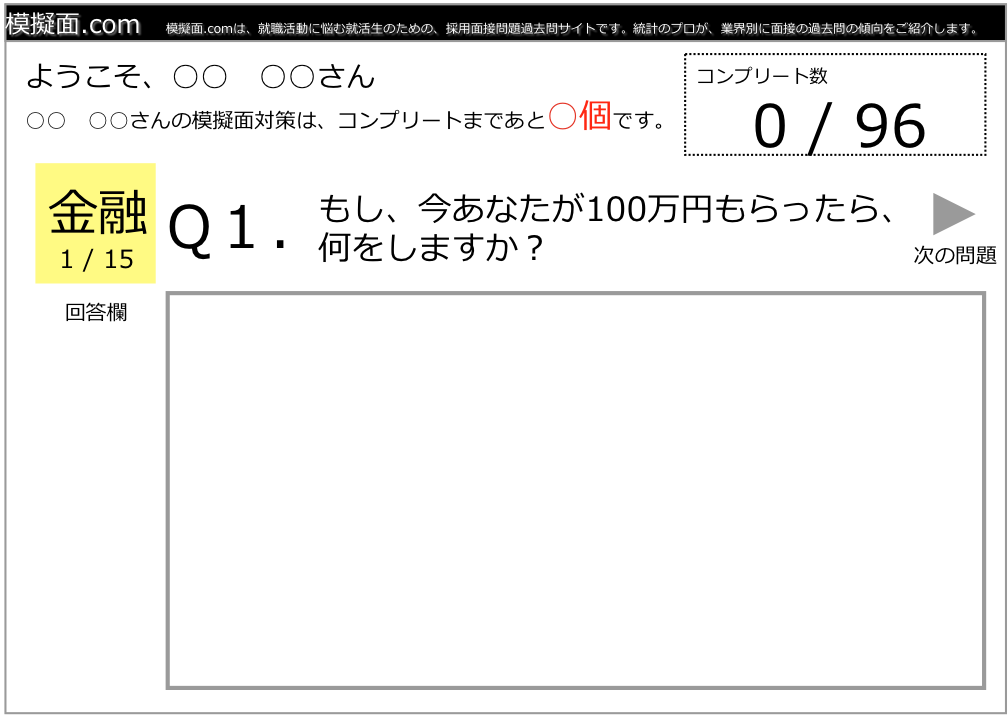 模擬面.com 模擬面.comは、就職活動に悩む就活生のための、採用面接問題過去問サイトです。統計のプロが、業界別に面接の過去問の傾向をご紹介します。
ようこそ、○○　○○さん
○○　○○さんの模擬面対策は、コンプリートまであと○個です。
コンプリート数
0 / 96
金融
1 / 15
Q１.
もし、今あなたが100万円もらったら、
何をしますか？
次の問題
回答欄